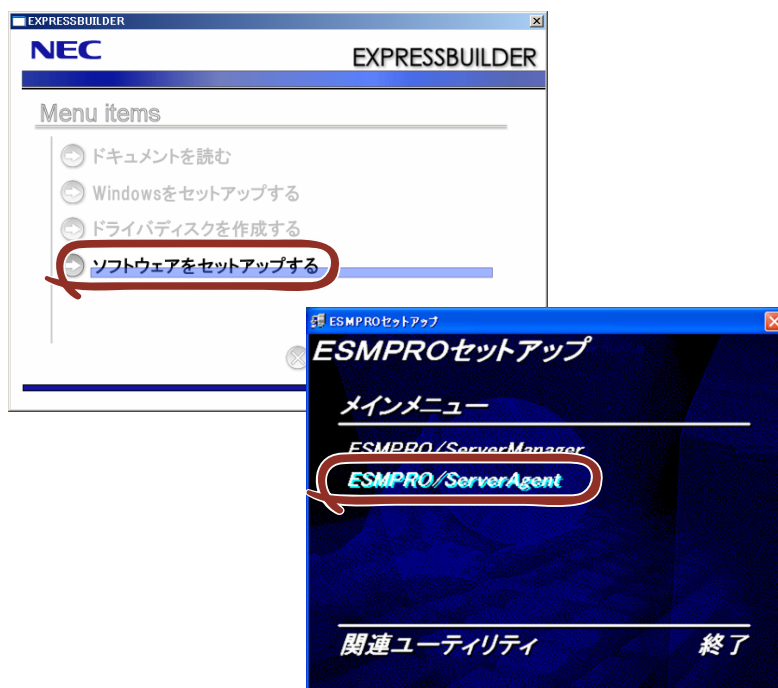 EXPRESSBUILDER
NEC
EXPRESSBUILDER
Menu items
ドキュメントを読む
Windowsをセットアップする
ドライバディスクを作成する
ソフトウェアをセットアップする
ESMPROセットアップ
ESMPROセットアップ
メインメニュー
ESMPRO/ServerManager
ESMPRO/ServerAgent
関連ユーティリティ
終了